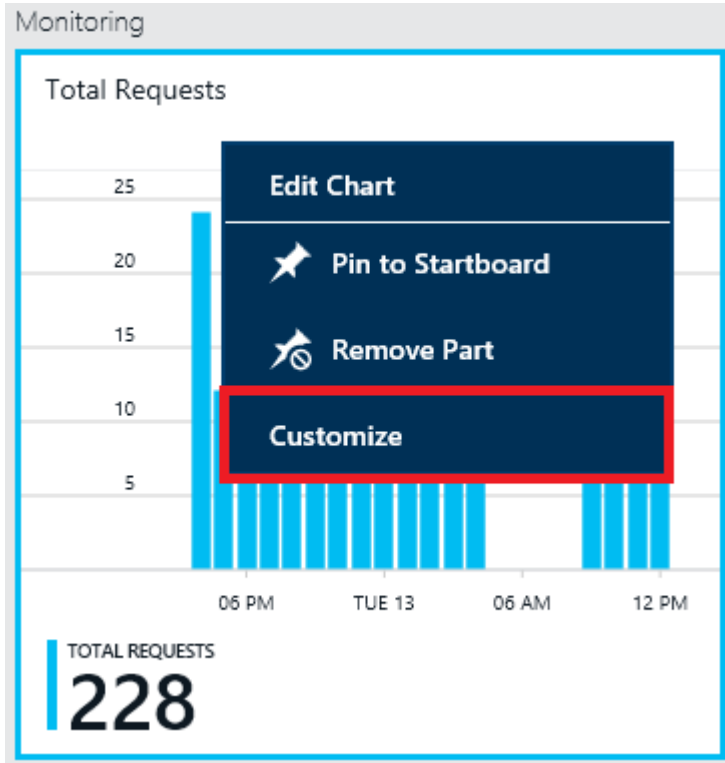 Monitoring
Total Requests
25
20
15
10
5
Edit Chart
Pin to Startboard
Remove Part
Customize
06 PM TUE 13 06 AM 12 PM
TOTAL REQUESTS
228